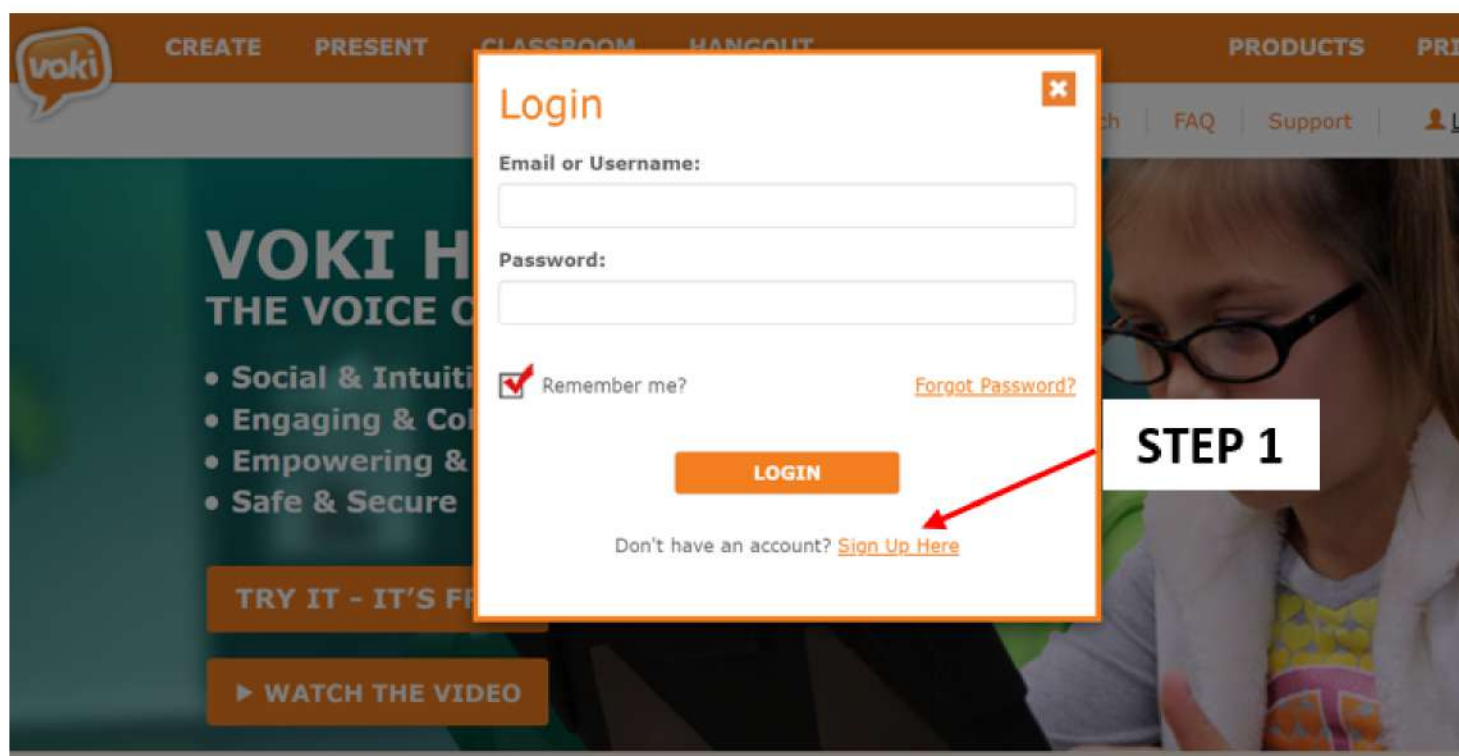 voki
CREATE PRESENT CLASSROOM HANGOUT PRODUCTS
Login
FAQ Support
Email or Username:
VOKI
Password:
THE VOICE
• Social &
• Engaging &
Remember me?
Forgot Password?
• Empowering &
• Safe & Secure
STEP 1
LOGIN
Don't have an account? Sign Up Here
TRY IT - IT'S
WATCH THE VIDEO